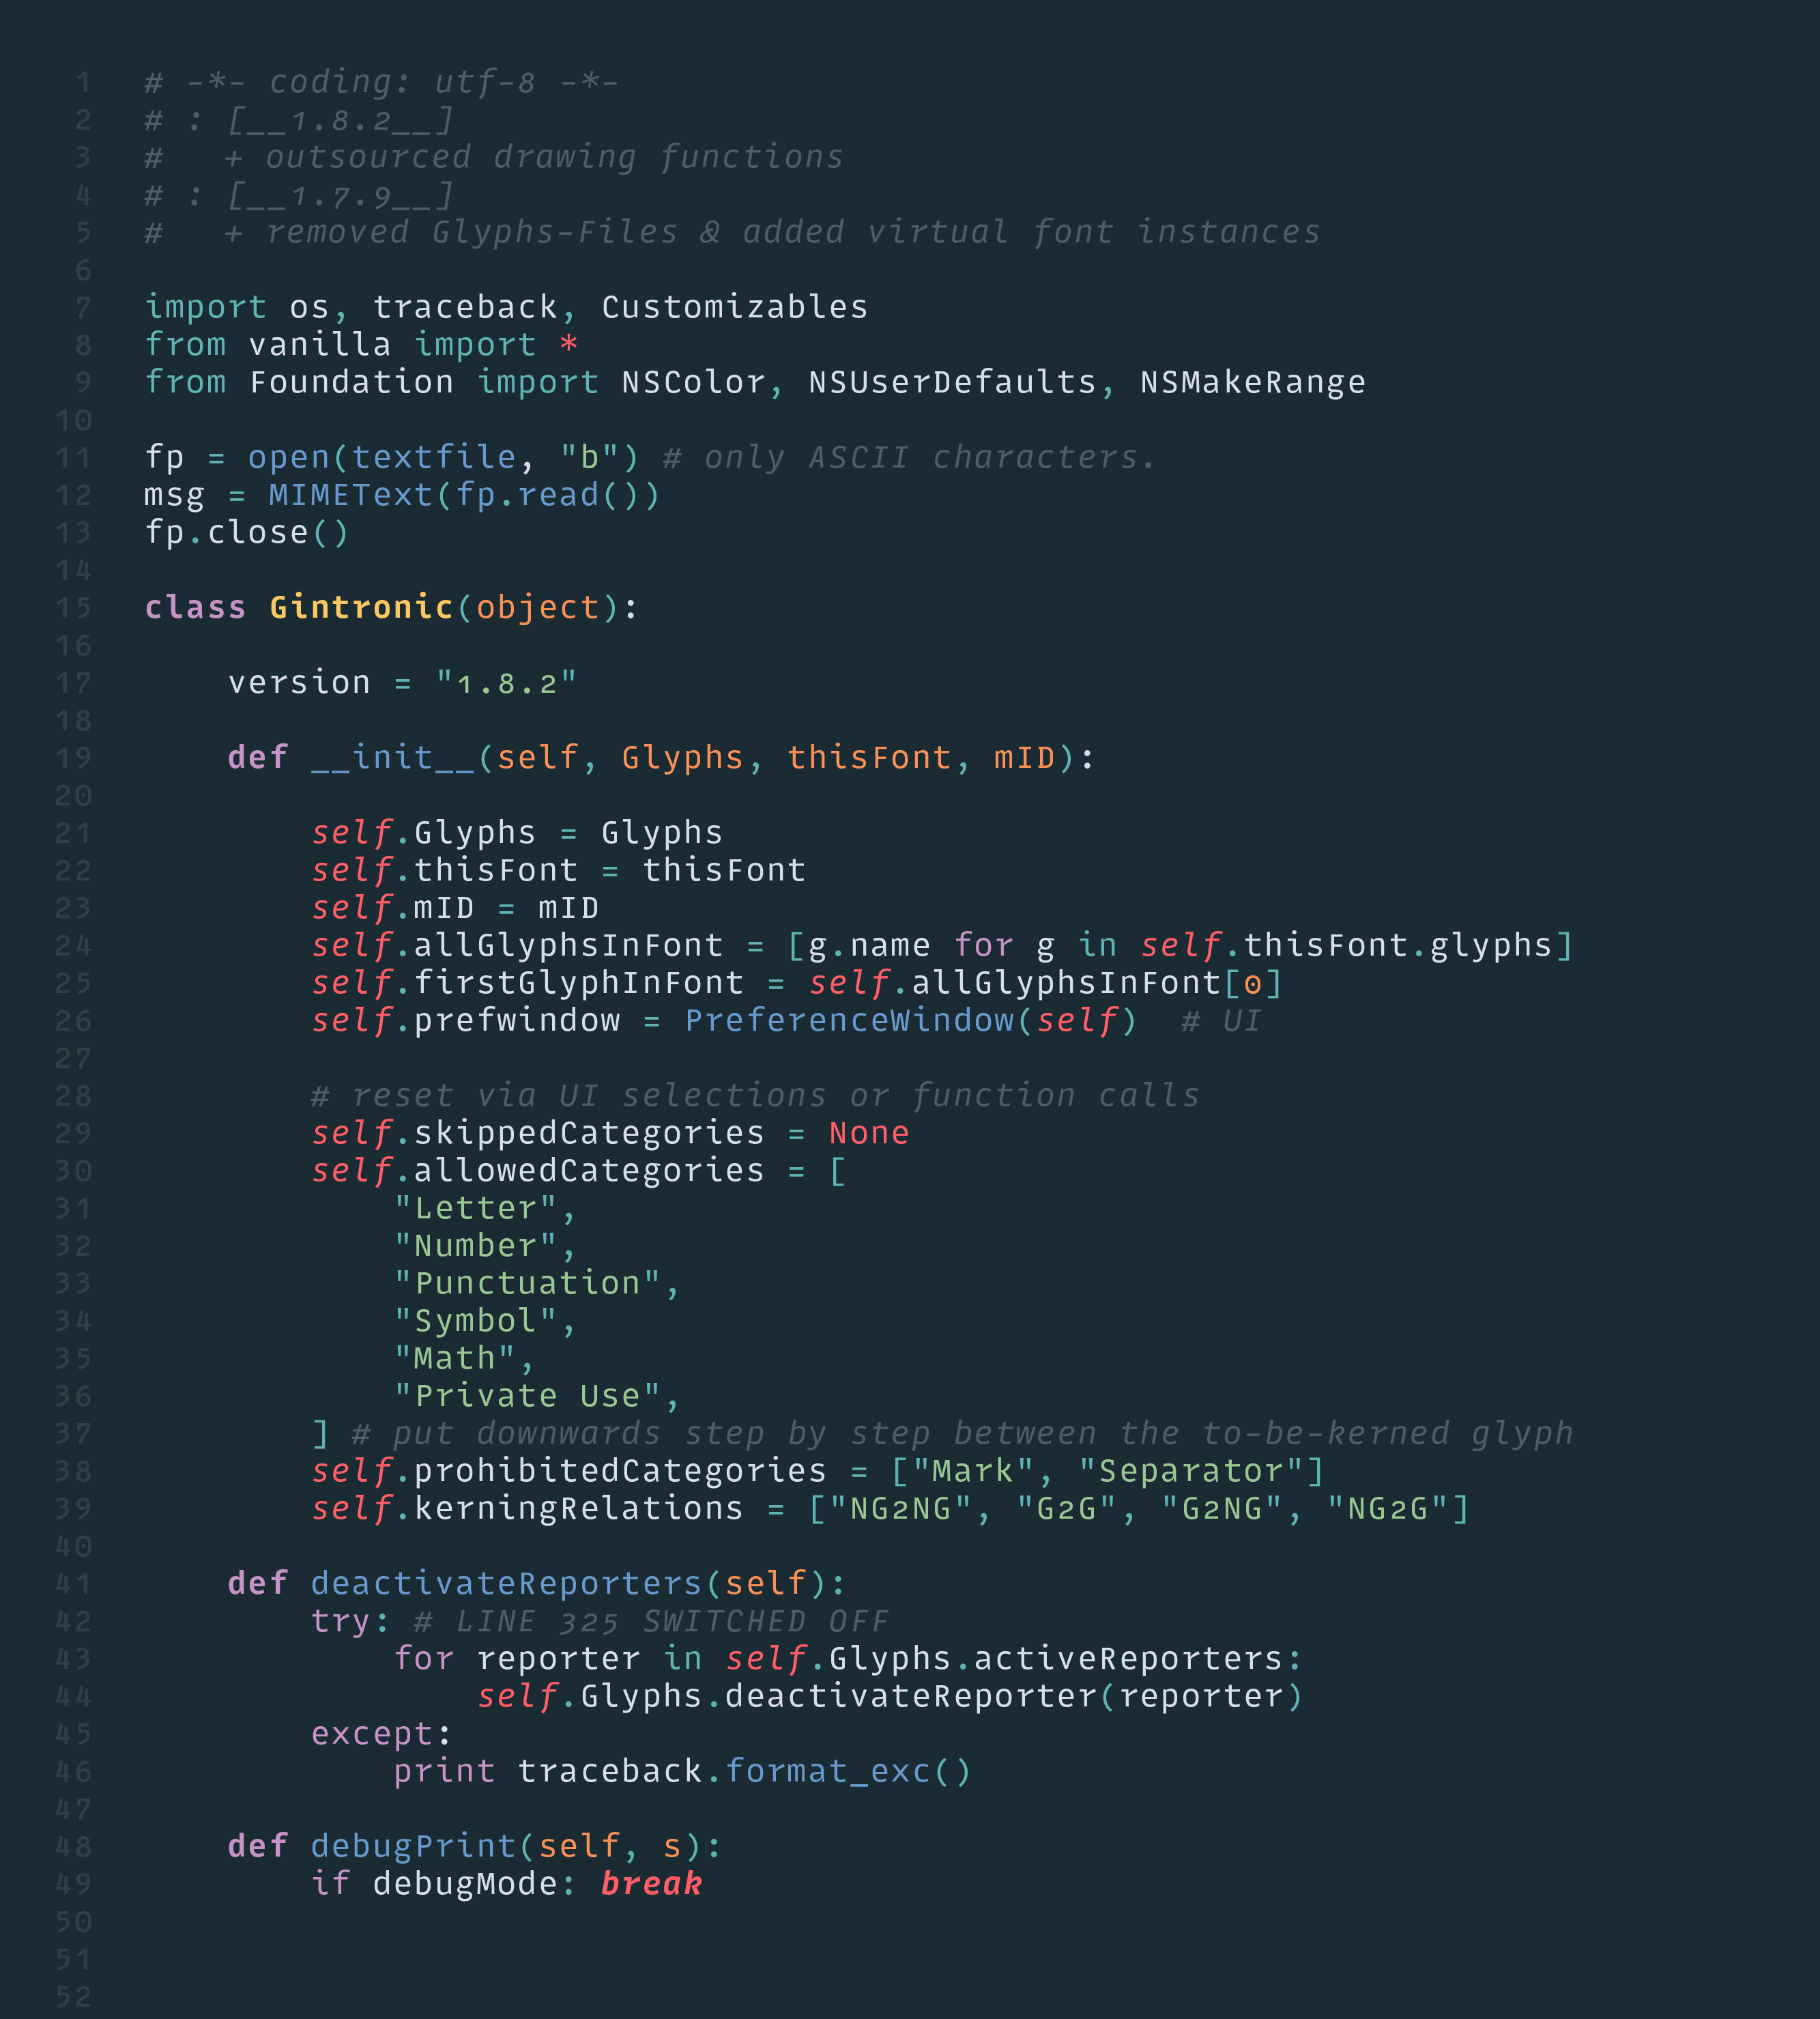 1 # -*- coding: utf-8 -*-
2 # : [__1.8.2__]
3 #   + outsourced drawing functions
4 # : [__1.7.9__]
5 #   + removed Glyphs-Files & added virtual font instances
6
7 import os, traceback, Customizables
8 from vanilla import *
9 from Foundation import NSColor, NSUserDefaults, NSMakeRange
10
11 fp = open(textfile, "b") # only ASCII characters.
12 msg = MIMEText(fp.read())
13 fp.close()
14
15 class Gintronic(object):
16
17     version = "1.8.2"
18
19     def __init__(self, Glyphs, thisFont, mID):
20
21         self.Glyphs = Glyphs
22         self.thisFont = thisFont
23         self.mID = mID
24         self.allGlyphsInFont = [g.name for g in self.thisFont.glyphs]
25         self.firstGlyphInFont = self.allGlyphsInFont[0]
26         self.prefwindow = PreferenceWindow(self)  # UI
27
28         # reset via UI selections or function calls
29         self.skippedCategories = None
30         self.allowedCategories = [
31             "Letter",
32             "Number",
33             "Punctuation",
34             "Symbol",
35             "Math",
36             "Private Use",
37         ] # put downwards step by step between the to-be-kerned glyph
38         self.prohibitedCategories = ["Mark", "Separator"]
39         self.kerningRelations = ["NG2NG", "G2G", "G2NG", "NG2G"]
40
41     def deactivateReporters(self):
42         try: # LINE 325 SWITCHED OFF
43             for reporter in self.Glyphs.activeReporters:
44                 self.Glyphs.deactivateReporter(reporter)
45         except:
46             print traceback.format_exc()
47
48     def debugPrint(self, s):
49         if debugMode: break
50
51
52